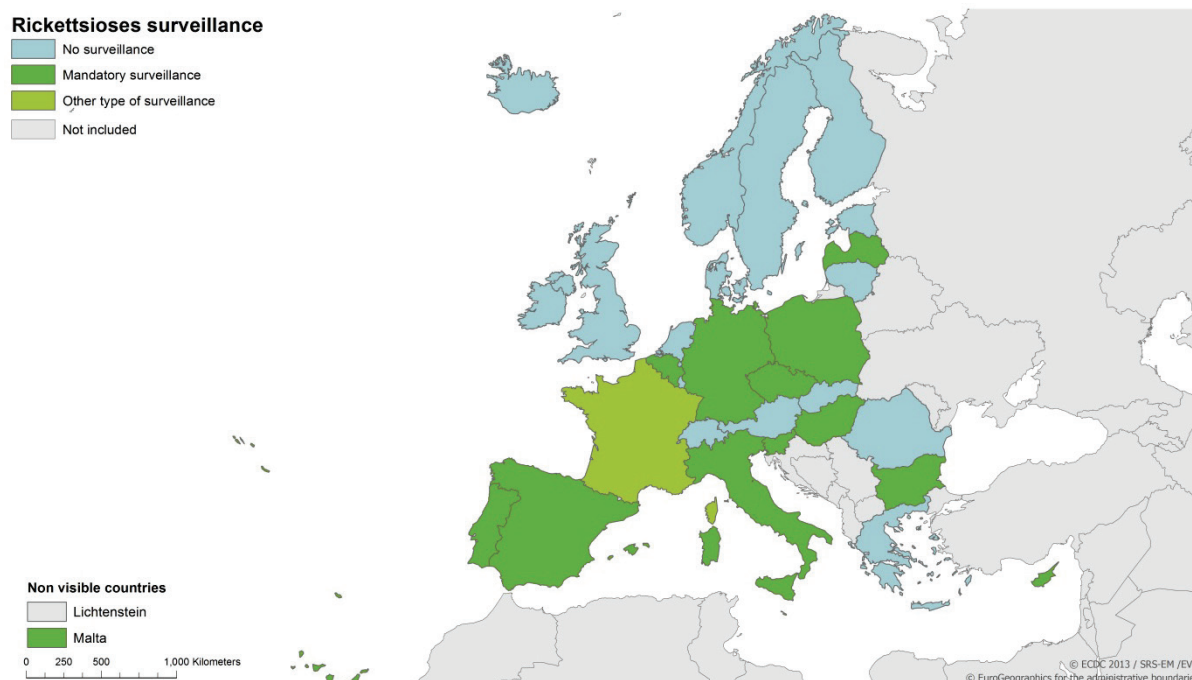 Rickettsioses surveillance
No surveillance
Mandatory surveillance
Other type of surveillance
Not included
Non visible countries
Lichtenstein
Malta
0 250 500 1,000 Kilometers
© ECDC 2013 / SRS-EM /EV
© EuroGeographics for the administrative boundarie